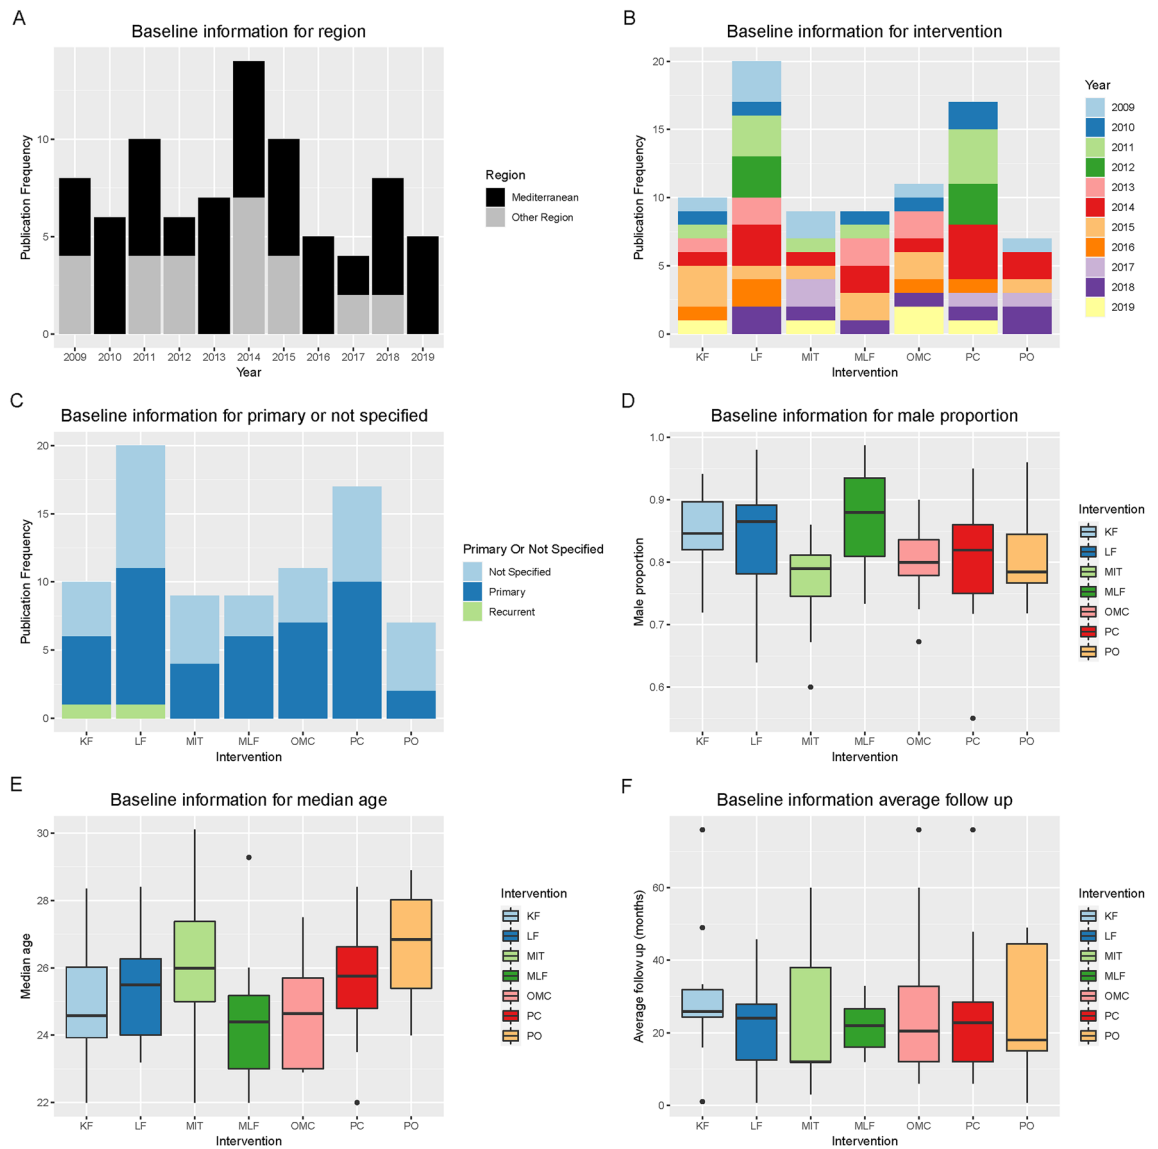 A
Baseline information for region
Publication Frequency
10
5
0
2009 2010 2011 2012 2013 2014 2015 2016 2017 2018 2019
Year
Region
Mediterranean
Other Region
B
Baseline information for intervention
Publication Frequency
20
15
10
5
0
KF LF MIT MLF OMC PC PO
Intervention
Year
2009
2010
2011
2012
2013
2014
2015
2016
2017
2018
2019
C
Baseline information for primary or not specified
Publication Frequency
20
15
10
5
0
KF LF MIT MLF OMC PC PO
Intervention
Primary Or Not Specified
Not Specified
Primary
Recurrent
D
Baseline information for male proportion
Male proportion
1.0
0.9
0.8
0.7
0.6
KF LF MIT MLF OMC PC PO
Intervention
Intervention
KF
LF
MIT
MLF
OMC
PC
PO
E
Baseline information for median age
Median age
30
28
26
24
22
KF LF MIT MLF OMC PC PO
Intervention
Intervention
KF
LF
MIT
MLF
OMC
PC
PO
F
Baseline information average follow up
Average follow up (months)
60
40
20
0
KF LF MIT MLF OMC PC PO
Intervention
Intervention
KF
LF
MIT
MLF
OMC
PC
PO